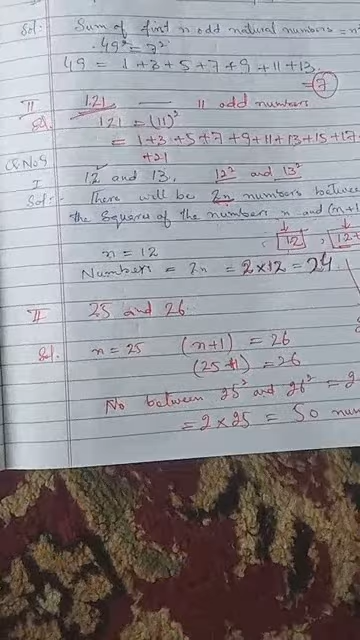 Sol: Sum of first n odd natural numbers = n²
49 = 7²
49 = 1+3+5+7+9+11+13.
= 7
II 121 — 11 odd numbers
Sol. 121 = (11)²
= 1+3+5+7+9+11+13+15+17
+21
Q.No9
I 12 and 13. 12² and 13²
Sol:- There will be 2n numbers between
the squares of the numbers n and (n+1
n = 12 12, 12+
Numbers = 2n = 2×12 = 24
II 25 and 26
Sol. n = 25 (n+1) = 26
(25+1) = 26
No between 25² and 26² = 2
= 2 × 25 = 50 num